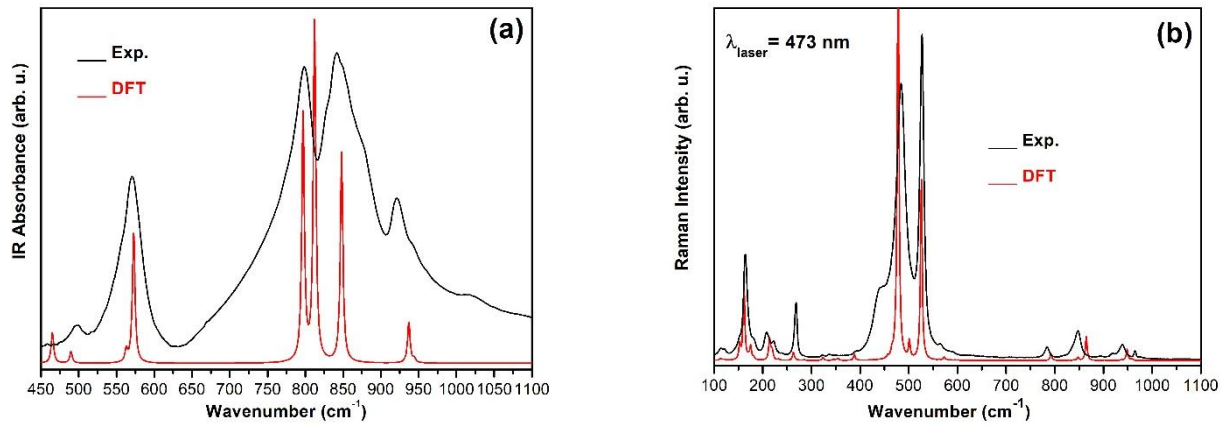 (a)
Exp.
DFT
IR Absorbance (arb. u.)
450 500 550 600 650 700 750 800 850 900 950 1000 1050 1100
Wavenumber (cm⁻¹)
(b)
λlaser= 473 nm
Exp.
DFT
Raman Intensity (arb. u.)
100 200 300 400 500 600 700 800 900 1000 1100
Wavenumber (cm⁻¹)